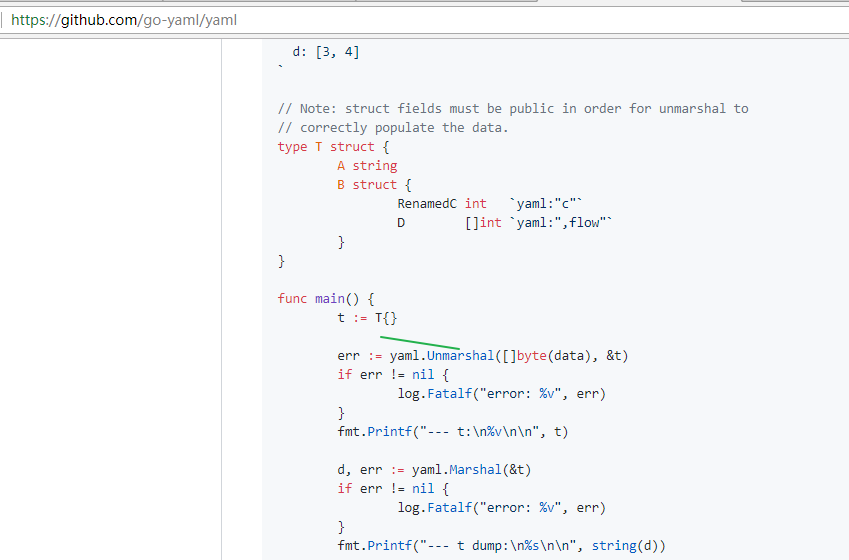 https://github.com/go-yaml/yaml
d: [3, 4]
`
// Note: struct fields must be public in order for unmarshal to
// correctly populate the data.
type T struct {
A string
B struct {
RenamedC int   `yaml:"c"`
D        []int `yaml:",flow"`
}
}
func main() {
t := T{}
err := yaml.Unmarshal([]byte(data), &t)
if err != nil {
log.Fatalf("error: %v", err)
}
fmt.Printf("--- t:\n%v\n\n", t)
d, err := yaml.Marshal(&t)
if err != nil {
log.Fatalf("error: %v", err)
}
fmt.Printf("--- t dump:\n%s\n\n", string(d))